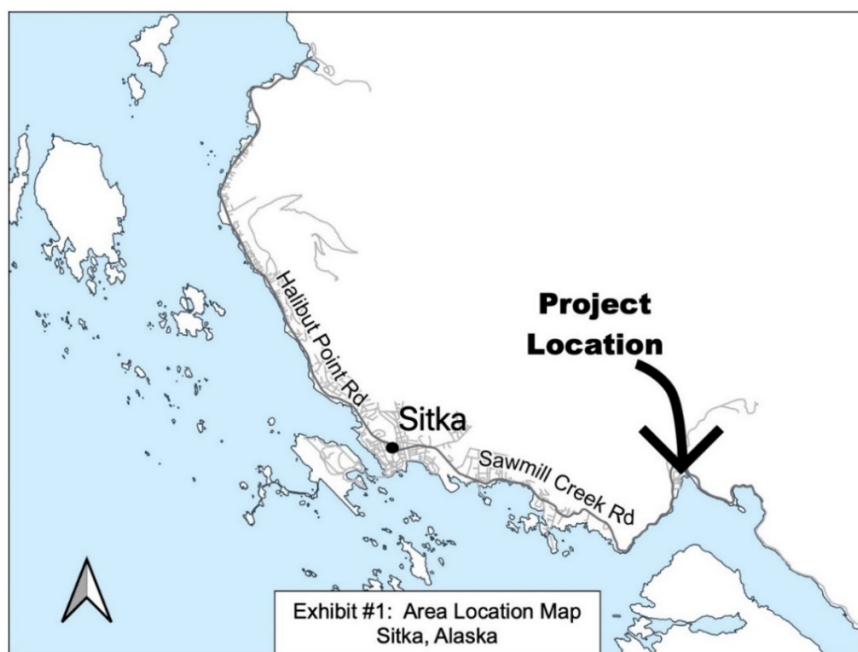 Halibut Point Rd
Project
Location
Sitka
Sawmill Creek Rd
Exhibit #1: Area Location Map
Sitka, Alaska